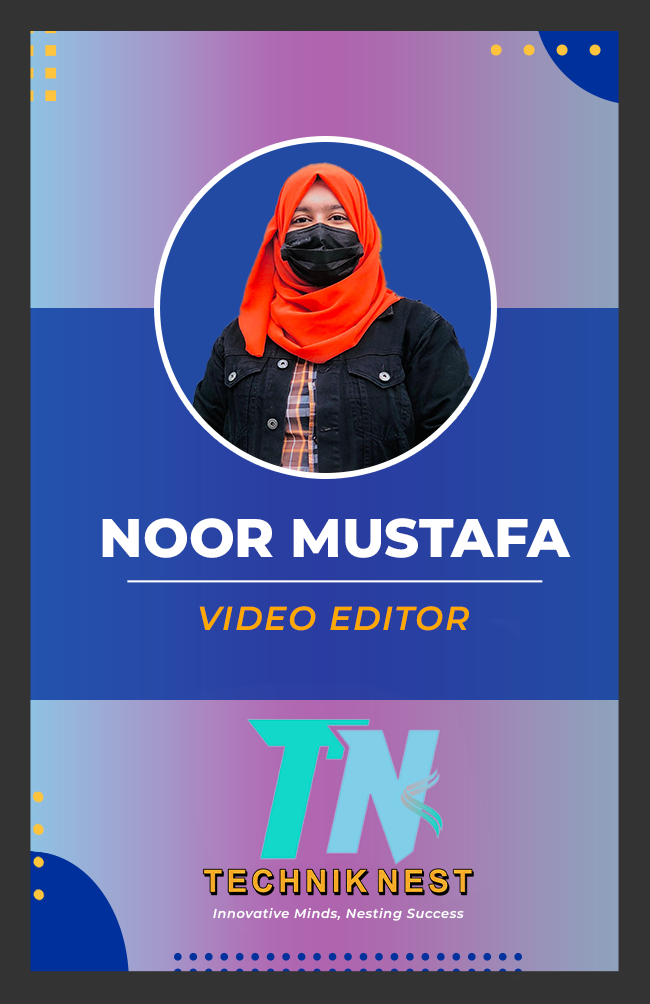 NOOR MUSTAFA
VIDEO EDITOR
TN
TECHNIK NEST
Innovative Minds, Nesting Success